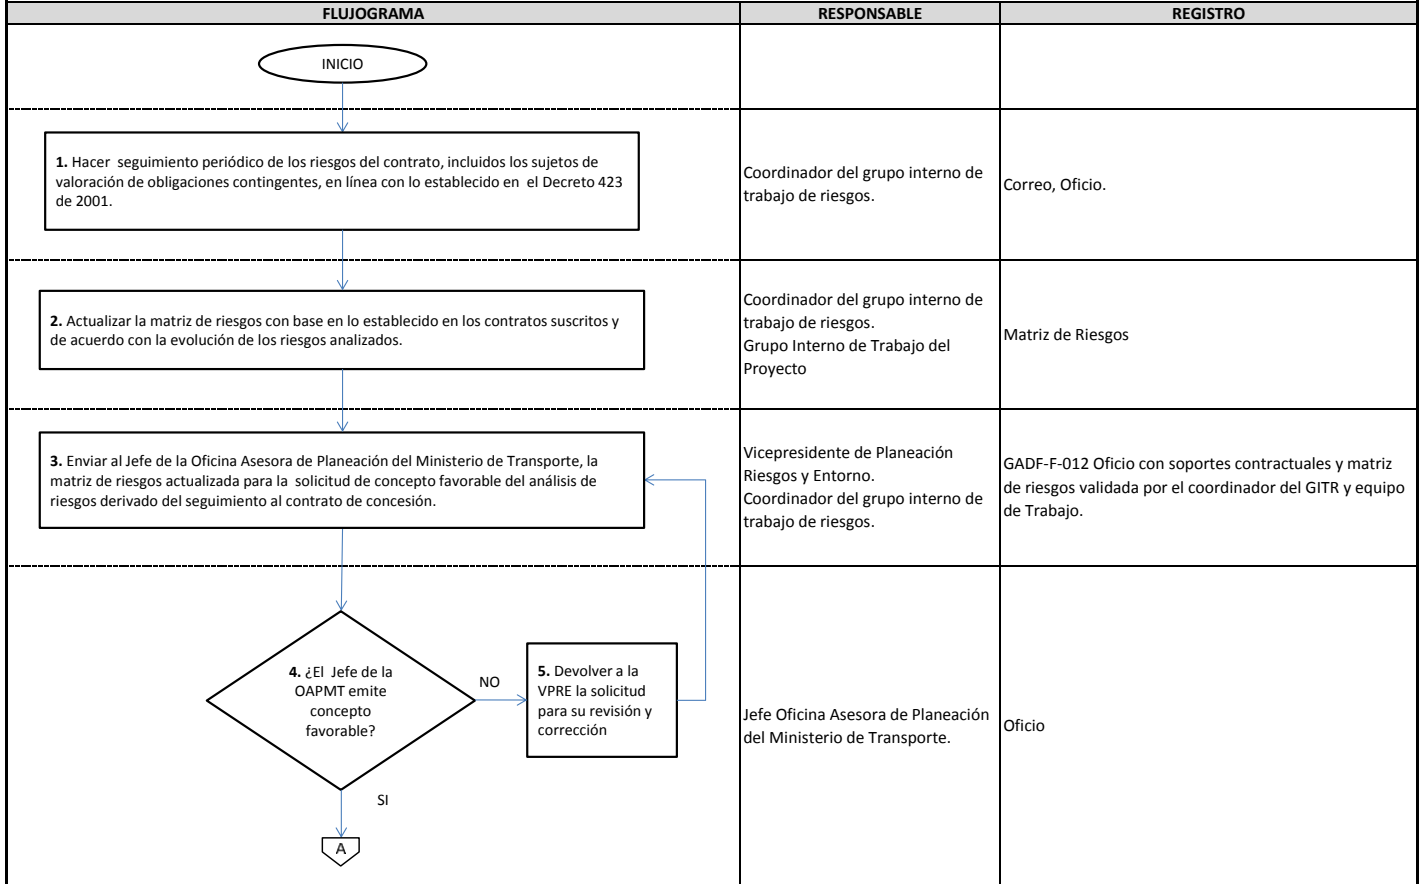 FLUJOGRAMA
RESPONSABLE
REGISTRO
INICIO
1. Hacer seguimiento periódico de los riesgos del contrato, incluidos los sujetos de
valoración de obligaciones contingentes, en línea con lo establecido en el Decreto 423
de 2001.
Coordinador del grupo interno de
trabajo de riesgos.
Correo, Oficio.
2. Actualizar la matriz de riesgos con base en lo establecido en los contratos suscritos y
de acuerdo con la evolución de los riesgos analizados.
Coordinador del grupo interno de
trabajo de riesgos.
Grupo Interno de Trabajo del
Proyecto
Matriz de Riesgos
3. Enviar al Jefe de la Oficina Asesora de Planeación del Ministerio de Transporte, la
matriz de riesgos actualizada para la solicitud de concepto favorable del análisis de
riesgos derivado del seguimiento al contrato de concesión.
Vicepresidente de Planeación
Riesgos y Entorno.
Coordinador del grupo interno de
trabajo de riesgos.
GADF-F-012 Oficio con soportes contractuales y matriz
de riesgos validada por el coordinador del GITR y equipo
de Trabajo.
4. ¿El Jefe de la
OAPMT emite
concepto
favorable?
NO
5. Devolver a la
VPRE la solicitud
para su revisión y
corrección
Jefe Oficina Asesora de Planeación
del Ministerio de Transporte.
Oficio
SI
A